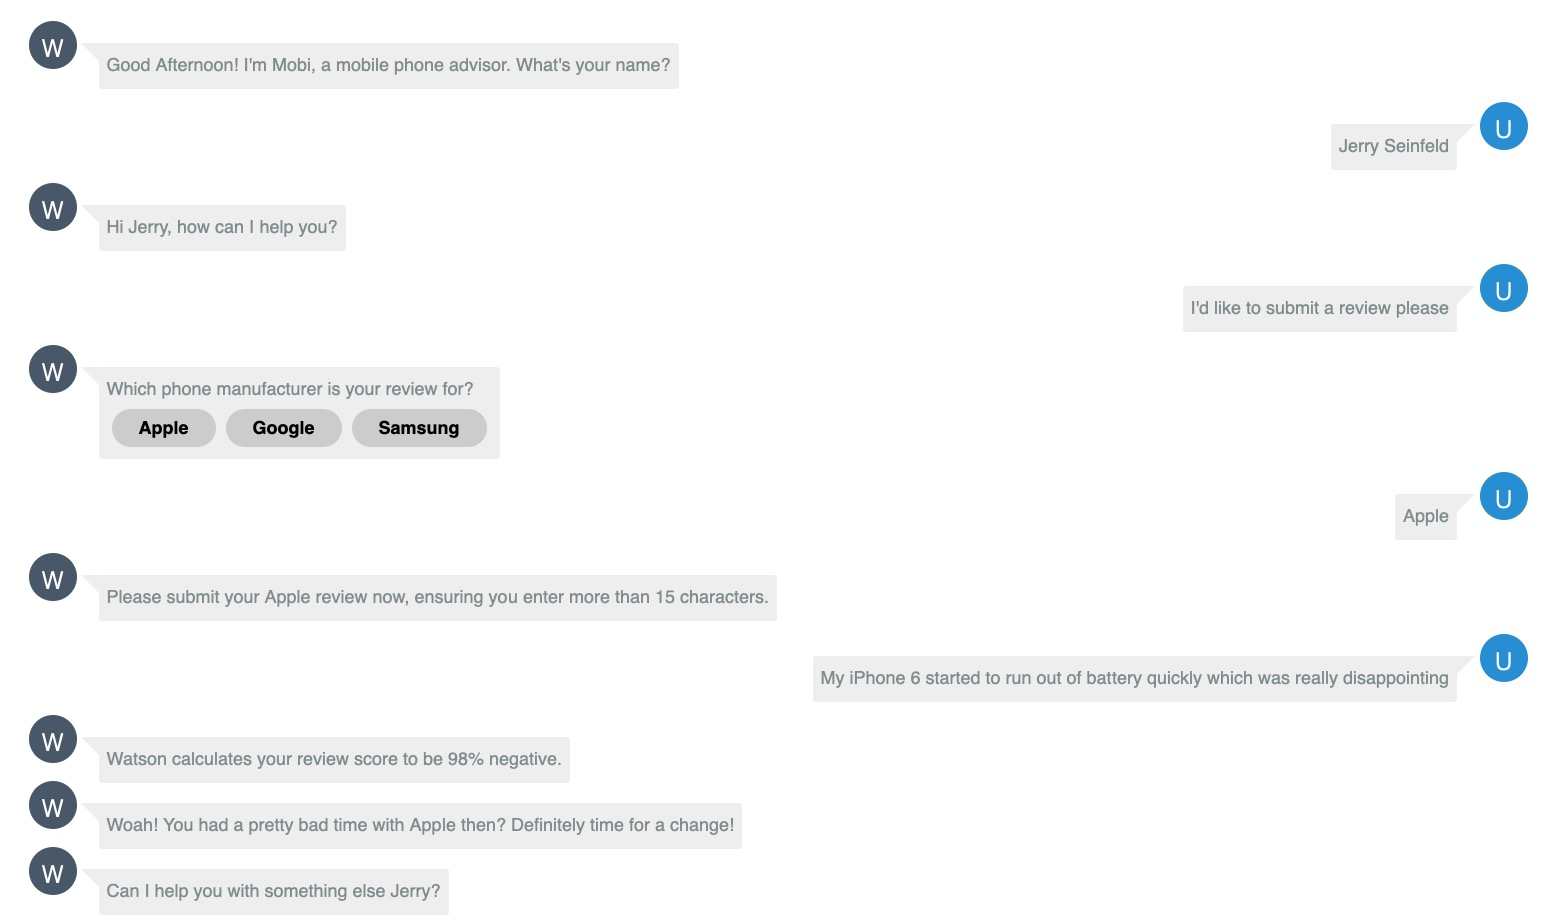 W
Good Afternoon! I'm Mobi, a mobile phone advisor. What's your name?
U
Jerry Seinfeld
W
Hi Jerry, how can I help you?
U
I'd like to submit a review please
W
Which phone manufacturer is your review for?
Apple Google Samsung
U
Apple
W
Please submit your Apple review now, ensuring you enter more than 15 characters.
U
My iPhone 6 started to run out of battery quickly which was really disappointing
W
Watson calculates your review score to be 98% negative.
W
Woah! You had a pretty bad time with Apple then? Definitely time for a change!
W
Can I help you with something else Jerry?